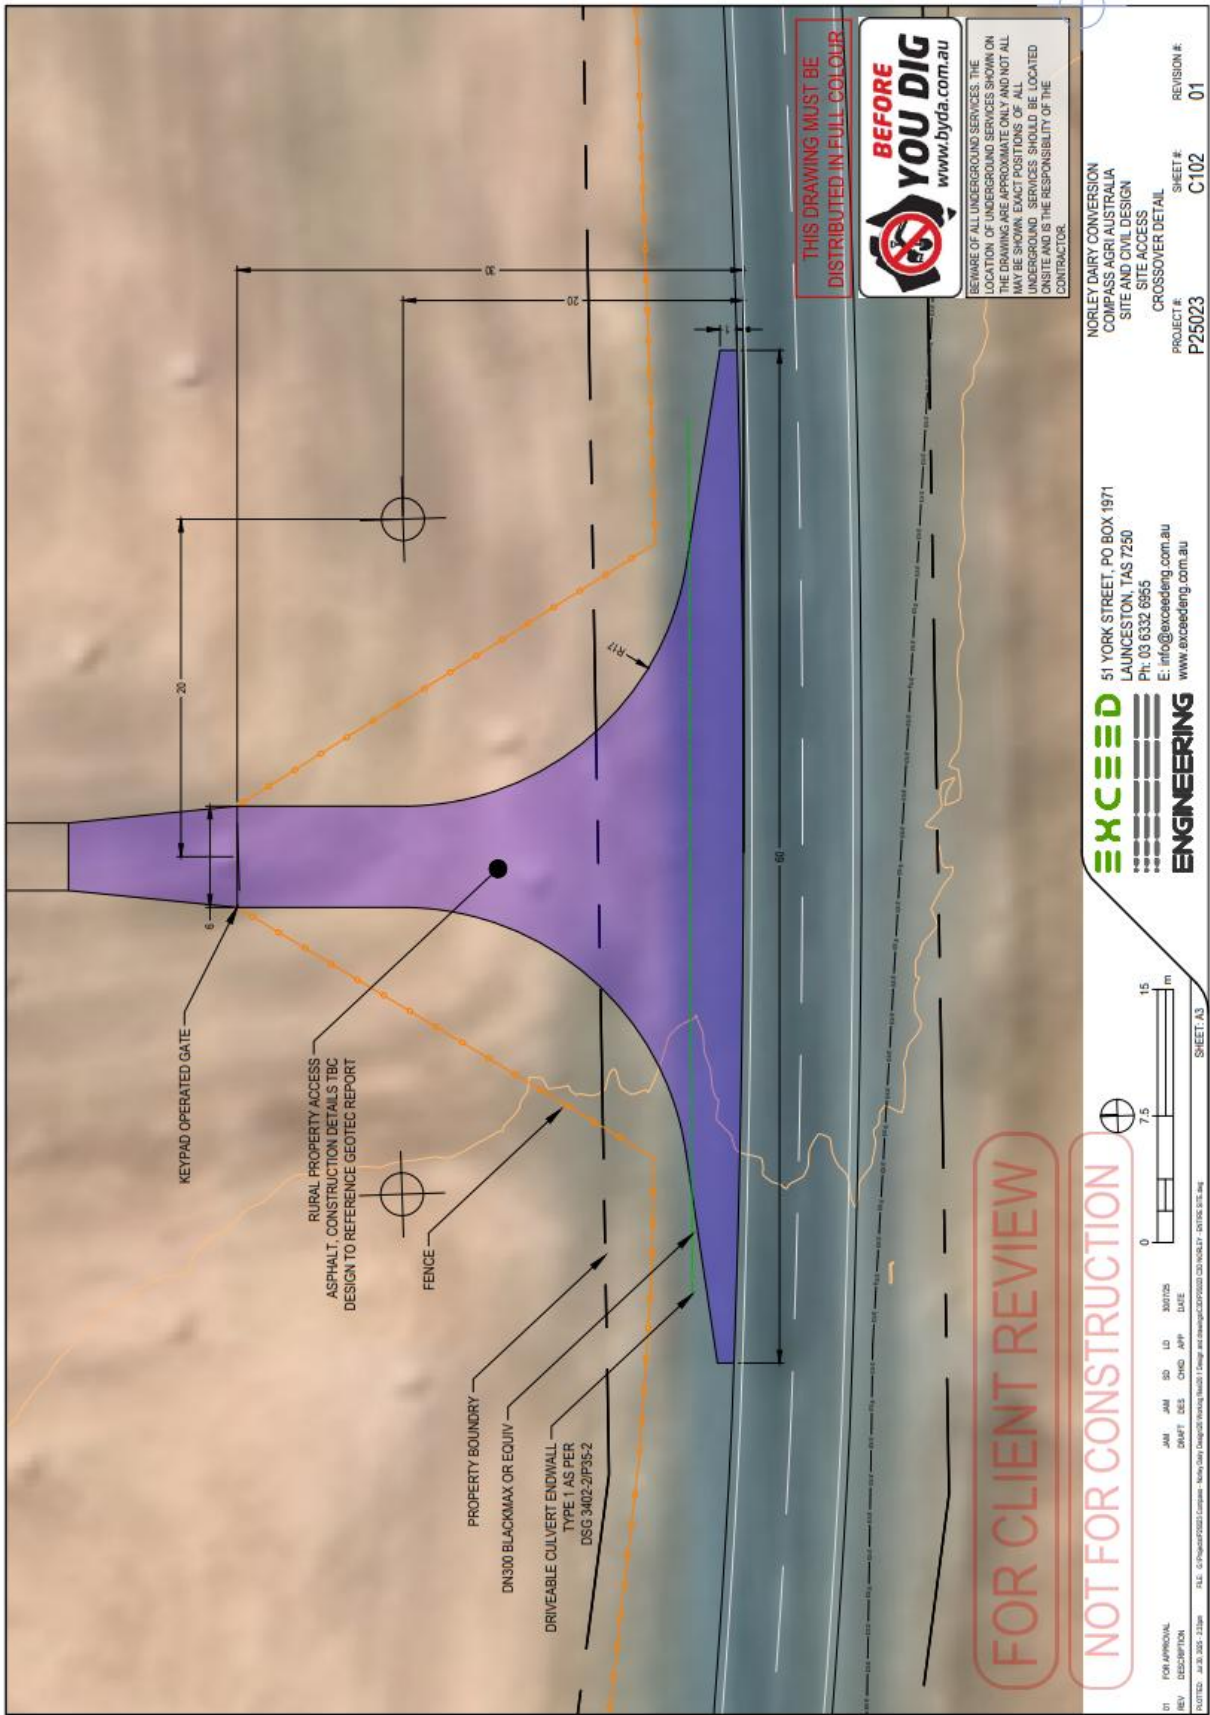 KEYPAD OPERATED GATE
RURAL PROPERTY ACCESS
ASPHALT, CONSTRUCTION DETAILS TBC
DESIGN TO REFERENCE GEOTEC REPORT
FENCE
PROPERTY BOUNDRY
DN300 BLACKMAX OR EQUIV
DRIVEABLE CULVERT ENDWALL
TYPE 1 AS PER
DSG 3402-2/P35-2
6
20
30
20
R17
1
60
THIS DRAWING MUST BE
DISTRIBUTED IN FULL COLOUR
BEFORE
YOU DIG
www.byda.com.au
BEWARE OF ALL UNDERGROUND SERVICES. THE
LOCATION OF UNDERGROUND SERVICES SHOWN ON
THE DRAWING ARE APPROXIMATE ONLY AND NOT ALL
MAY BE SHOWN. EXACT POSITIONS OF ALL
UNDERGROUND SERVICES SHOULD BE LOCATED
ONSITE AND IS THE RESPONSIBILITY OF THE
CONTRACTOR.
FOR CLIENT REVIEW
NOT FOR CONSTRUCTION
01 FOR APPROVAL JAM JAM SD LD 30/07/25
REV DESCRIPTION DRAFT DES CHKD APP DATE
0 7.5 15 m
SHEET: A3
EXCEED
ENGINEERING
51 YORK STREET, PO BOX 1971
LAUNCESTON, TAS 7250
Ph: 03 6332 6955
E: info@exceedeng.com.au
www.exceedeng.com.au
NORLEY DAIRY CONVERSION
COMPASS AGRI AUSTRALIA
SITE AND CIVIL DESIGN
SITE ACCESS
CROSSOVER DETAIL
PROJECT #: SHEET #: REVISION #:
P25023 C102 01